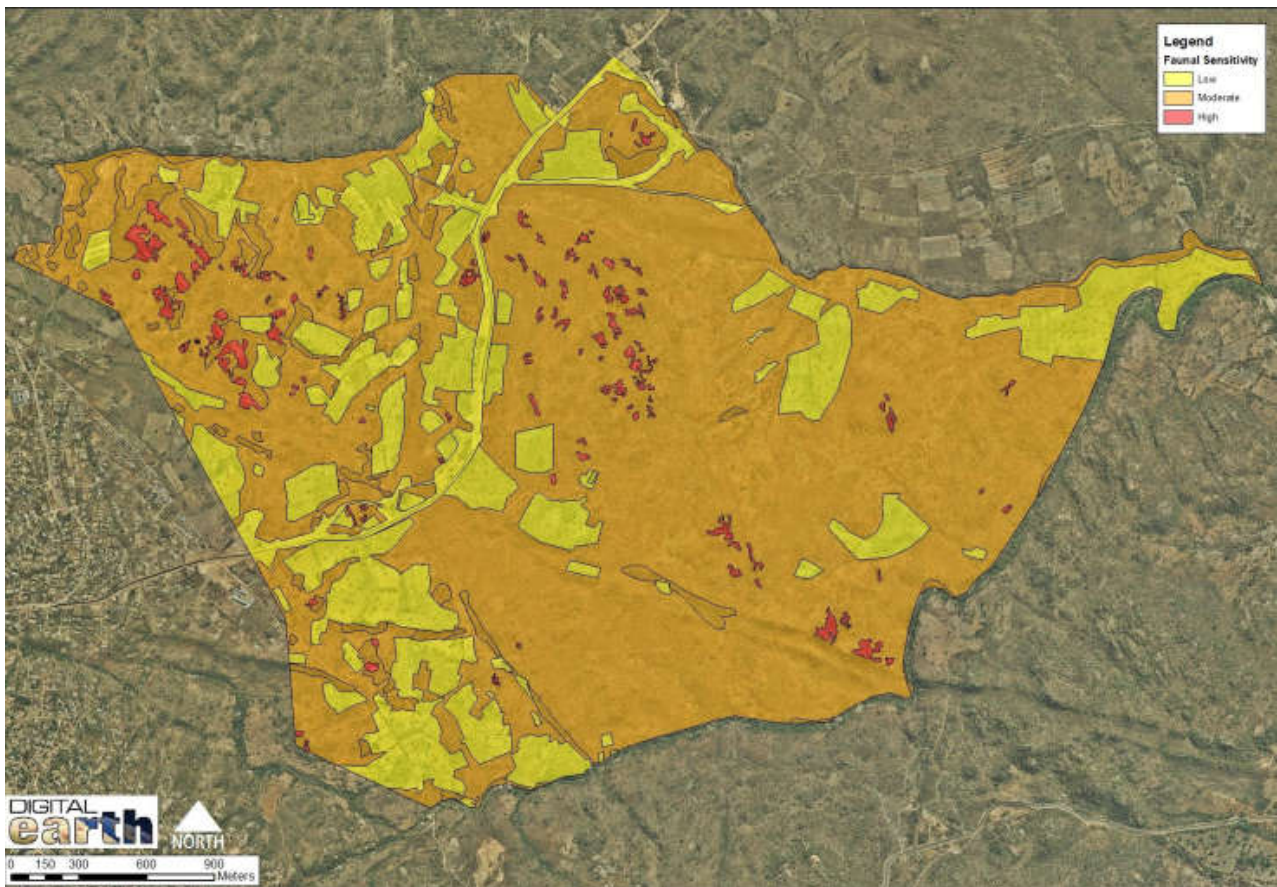 Legend
Faunal Sensitivity
Low
Moderate
High
DIGITAL
earth
NORTH
0 150 300 600 900
Meters